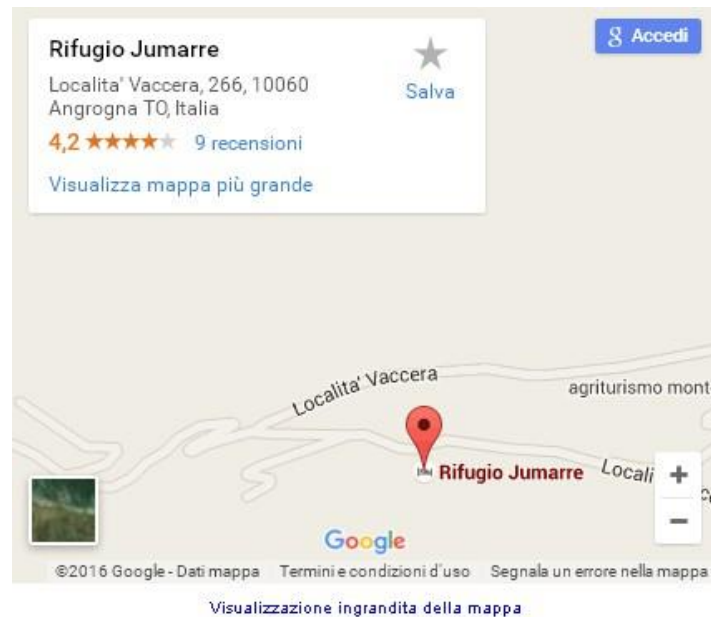 Rifugio Jumarre
Accedi
Localita' Vaccera, 266, 10060
Angrogna TO, Italia
Salva
4,2 9 recensioni
Visualizza mappa più grande
Localita' Vaccera
agriturismo mont
Rifugio Jumarre
Locali
+
−
Google
©2016 Google - Dati mappa Termini e condizioni d'uso Segnala un errore nella mappa
Visualizzazione ingrandita della mappa